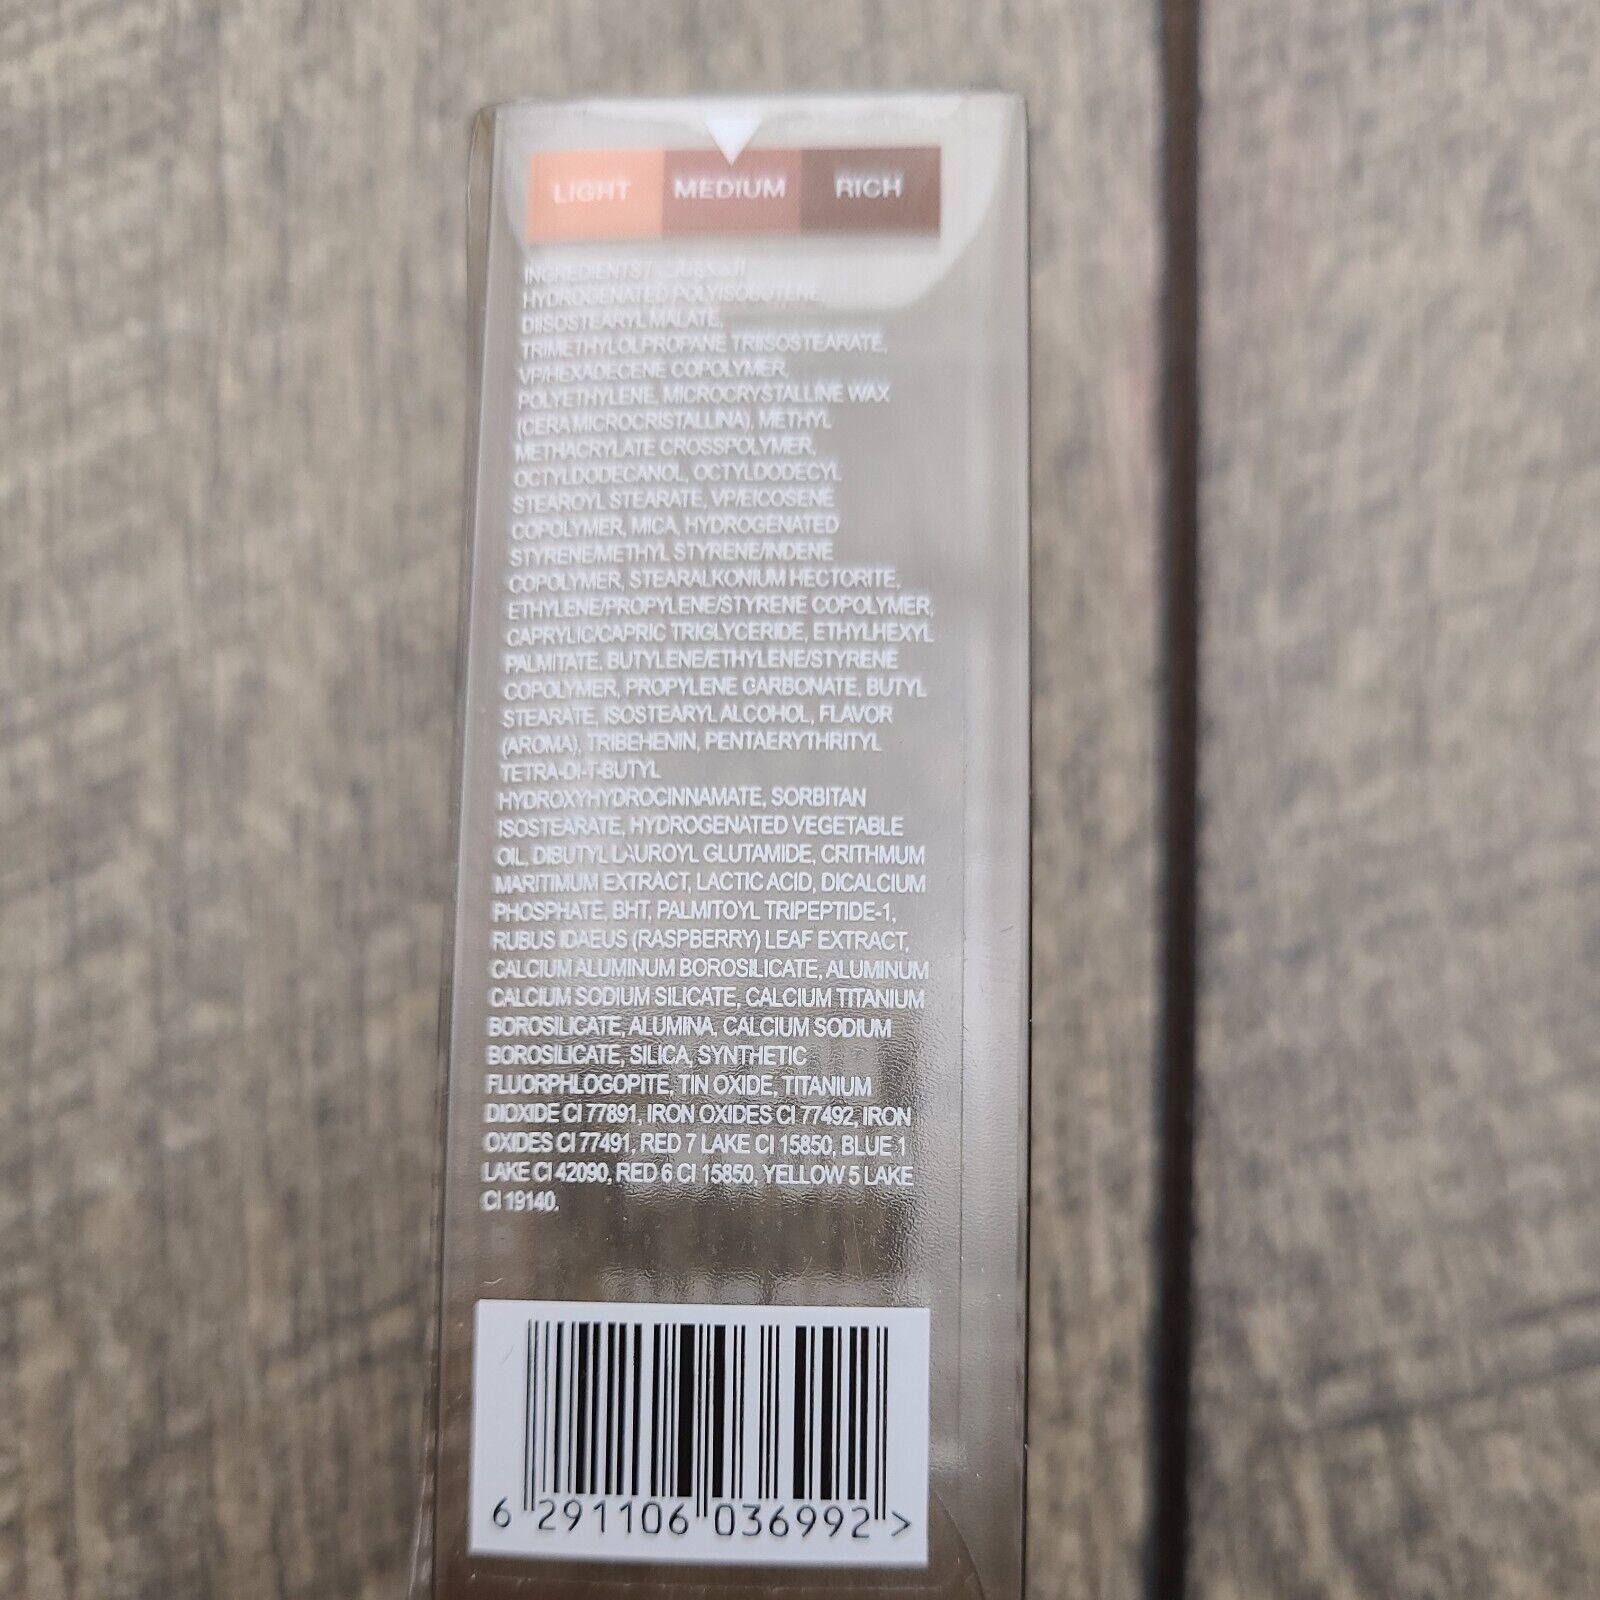 LIGHT MEDIUM RICH
INGREDIENTS /
HYDROGENATED POLYISOBUTENE,
DIISOSTEARYL MALATE,
TRIMETHYLOLPROPANE TRIISOSTEARATE,
VP/HEXADECENE COPOLYMER,
POLYETHYLENE, MICROCRYSTALLINE WAX
(CERA MICROCRISTALLINA), METHYL
METHACRYLATE CROSSPOLYMER,
OCTYLDODECANOL, OCTYLDODECYL
STEAROYL STEARATE, VP/EICOSENE
COPOLYMER, MICA, HYDROGENATED
STYRENE/METHYL STYRENE/INDENE
COPOLYMER, STEARALKONIUM HECTORITE,
ETHYLENE/PROPYLENE/STYRENE COPOLYMER,
CAPRYLIC/CAPRIC TRIGLYCERIDE, ETHYLHEXYL
PALMITATE, BUTYLENE/ETHYLENE/STYRENE
COPOLYMER, PROPYLENE CARBONATE, BUTYL
STEARATE, ISOSTEARYL ALCOHOL, FLAVOR
(AROMA), TRIBEHENIN, PENTAERYTHRITYL
TETRA-DI-T-BUTYL
HYDROXYHYDROCINNAMATE, SORBITAN
ISOSTEARATE, HYDROGENATED VEGETABLE
OIL, DIBUTYL LAUROYL GLUTAMIDE, CRITHMUM
MARITIMUM EXTRACT, LACTIC ACID, DICALCIUM
PHOSPHATE, BHT, PALMITOYL TRIPEPTIDE-1,
RUBUS IDAEUS (RASPBERRY) LEAF EXTRACT,
CALCIUM ALUMINUM BOROSILICATE, ALUMINUM
CALCIUM SODIUM SILICATE, CALCIUM TITANIUM
BOROSILICATE, ALUMINA, CALCIUM SODIUM
BOROSILICATE, SILICA, SYNTHETIC
FLUORPHLOGOPITE, TIN OXIDE, TITANIUM
DIOXIDE CI 77891, IRON OXIDES CI 77492, IRON
OXIDES CI 77491, RED 7 LAKE CI 15850, BLUE 1
LAKE CI 42090, RED 6 CI 15850, YELLOW 5 LAKE
CI 19140.
6 291106 036992 >